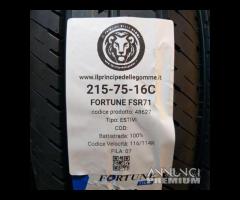 www.ilprincipedellegomme.it
215-75-16C
FORTUNE FSR71
codice prodotto: 48627
Tipo: ESTIVI
COD:
Battistrada: 100%
Codice Velocità: 116/114R
FILA: 07
FORTUNE
ANNUNCI
PREMIUM